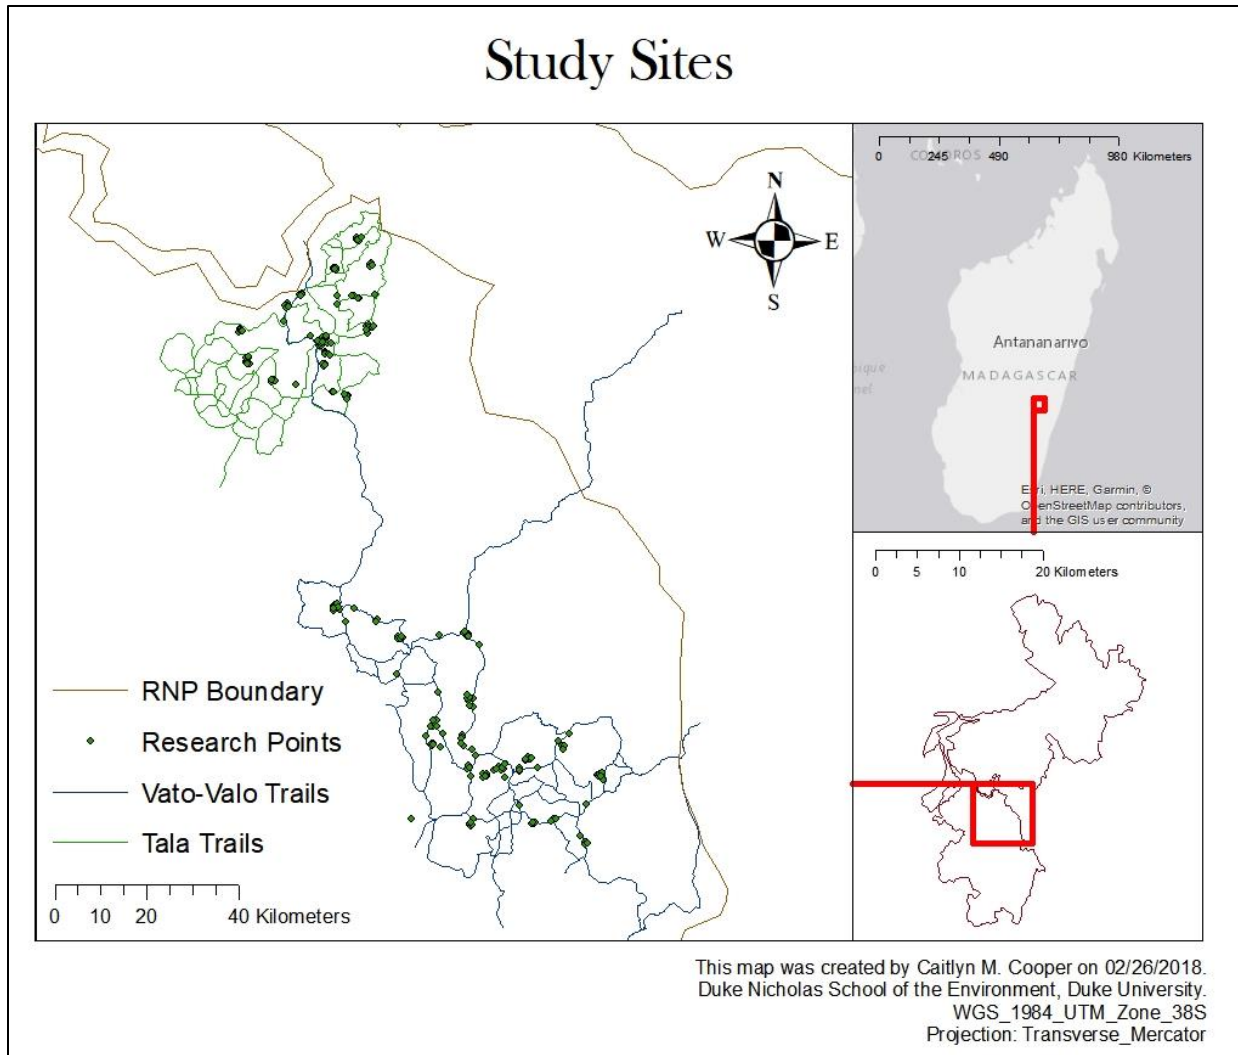 Study Sites
N
W
E
S
RNP Boundary
Research Points
Vato-Valo Trails
Tala Trails
0 10 20 40 Kilometers
0 245 490 980 Kilometers
Antananarivo
MADAGASCAR
Esri, HERE, Garmin, ©
OpenStreetMap contributors,
and the GIS user community
0 5 10 20 Kilometers
This map was created by Caitlyn M. Cooper on 02/26/2018.
Duke Nicholas School of the Environment, Duke University.
WGS_1984_UTM_Zone_38S
Projection: Transverse_Mercator